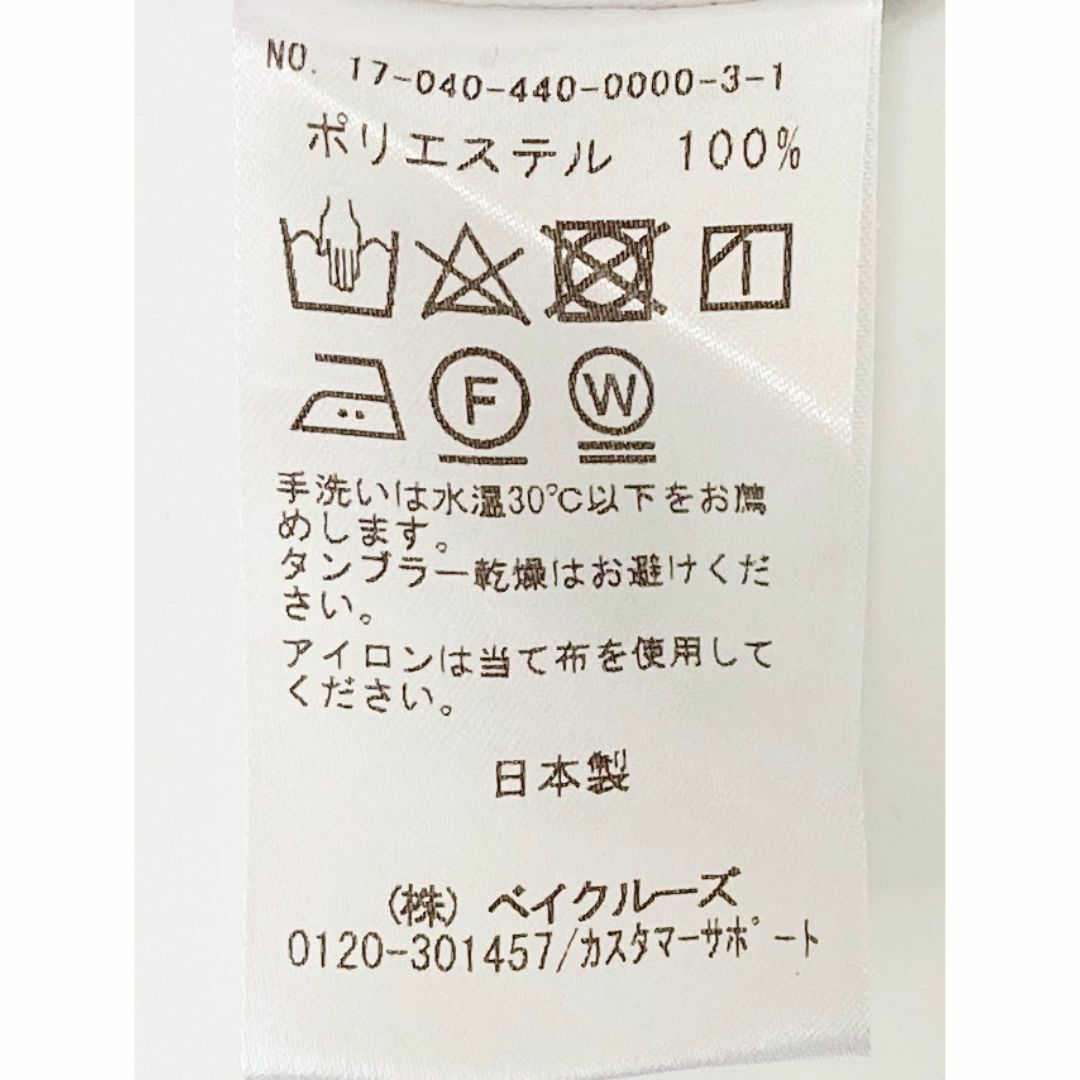 NO. 17-040-440-0000-3-1
ポリエステル 100%
F W
手洗いは水温30℃以下をお薦
めします。
タンブラー乾燥はお避けくだ
さい。
アイロンは当て布を使用して
ください。
日本製
(株) ベイクルーズ
0120-301457/カスタマーサポート